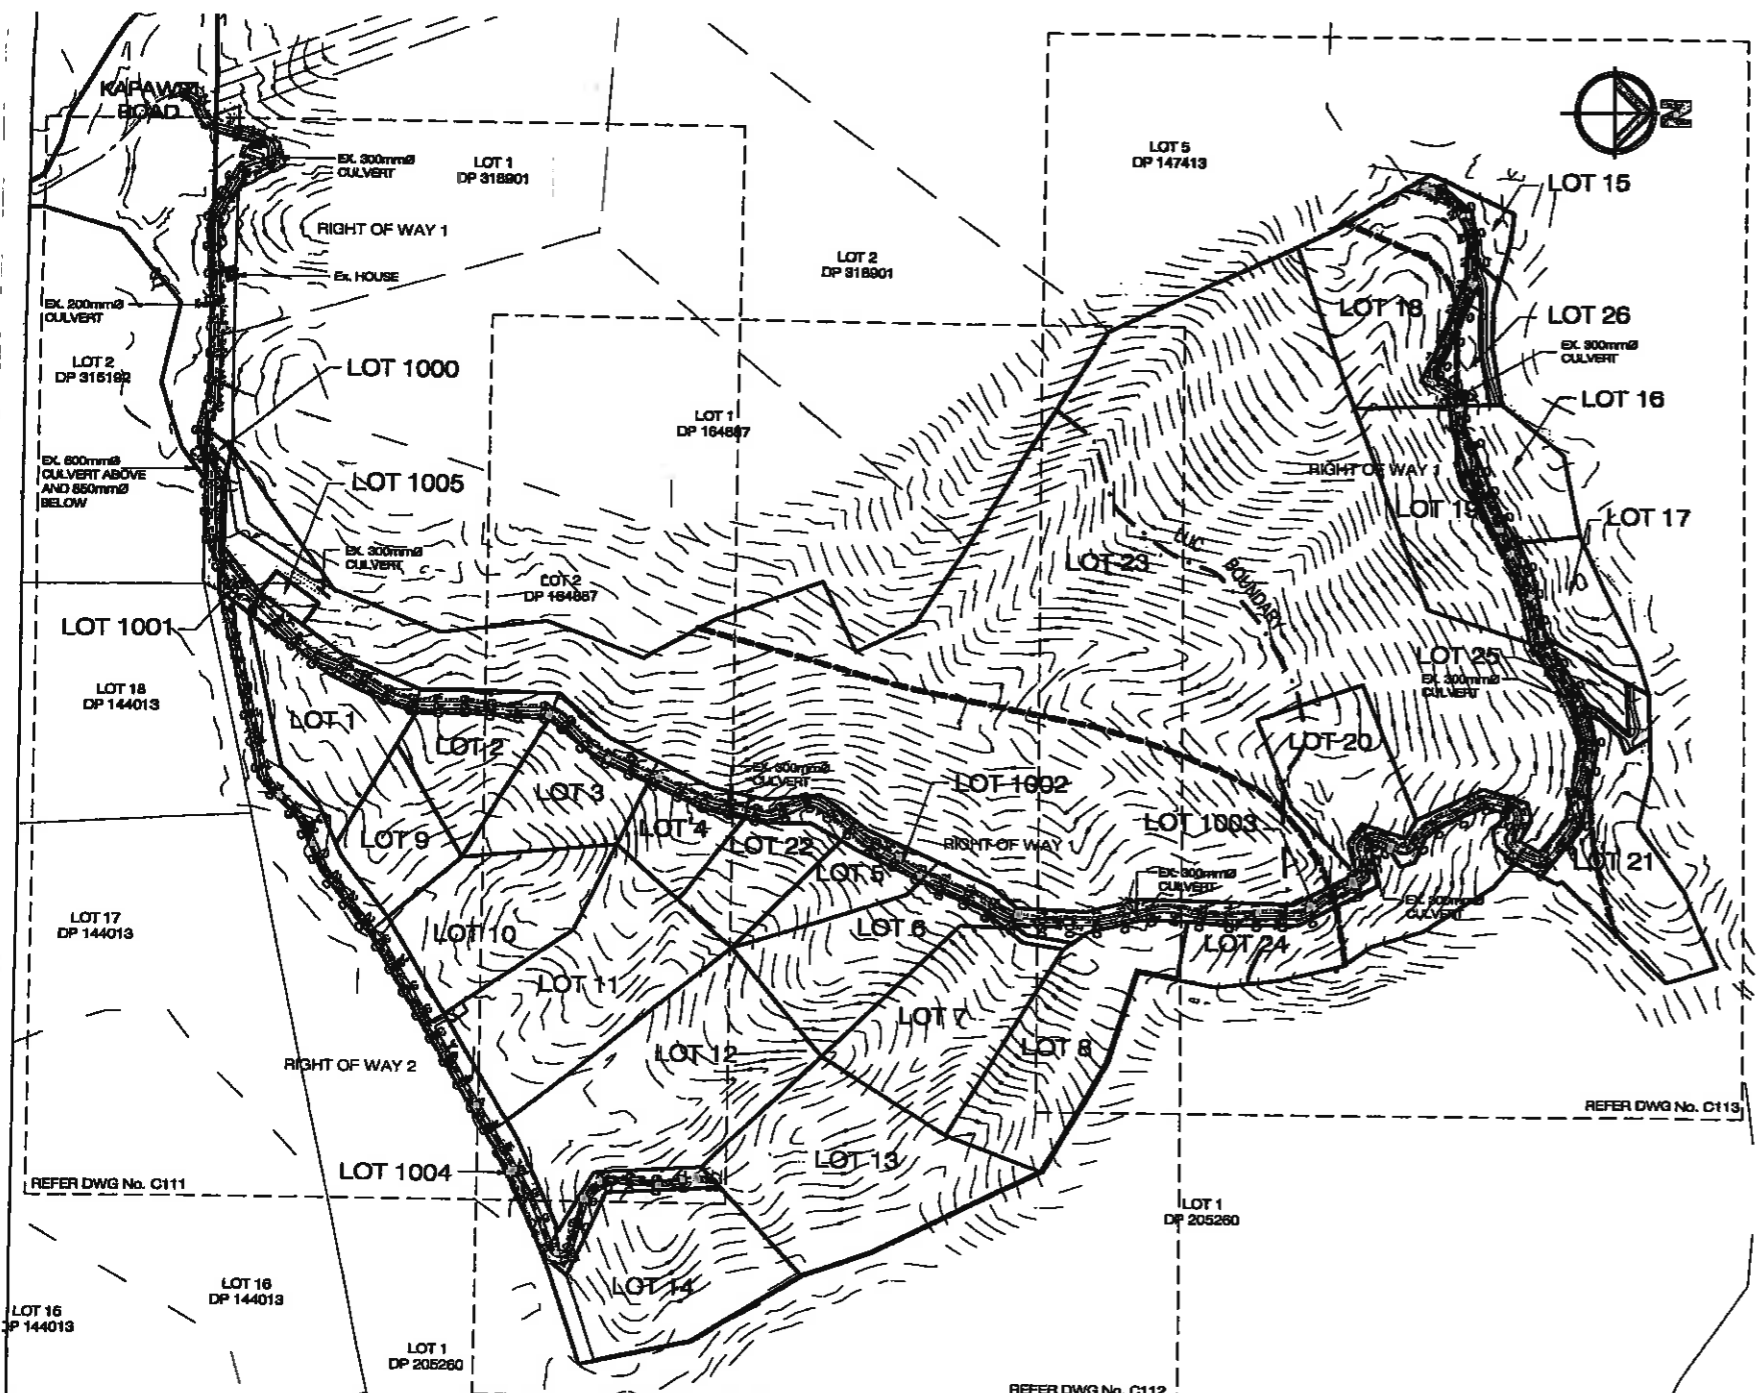 KAPAWITI
ROAD
EX. 300mmØ
CULVERT
LOT 1
DP 318901
RIGHT OF WAY 1
Ex. HOUSE
EX. 200mmØ
CULVERT
LOT 2
DP 315192
LOT 1000
LOT 2
DP 318901
LOT 5
DP 147413
N
LOT 15
LOT 18
LOT 26
EX. 300mmØ
CULVERT
LOT 16
LOT 1
DP 164687
EX. 600mmØ
CULVERT ABOVE
AND 850mmØ
BELOW
LOT 1005
EX. 300mmØ
CULVERT
RIGHT OF WAY 1
LOT 19
LOT 17
LOT 2
DP 164687
LOT 23
LUC
BOUNDARY
LOT 1001
LOT 25
EX. 300mmØ
CULVERT
LOT 18
DP 144013
LOT 1
LOT 2
LOT 20
LOT 3
EX. 300mmØ
CULVERT
LOT 1002
LOT 9
LOT 4
LOT 22
RIGHT OF WAY 1
LOT 1003
LOT 5
EX. 300mmØ
CULVERT
LOT 21
EX. 300mmØ
CULVERT
LOT 17
DP 144013
LOT 10
LOT 6
LOT 24
LOT 11
LOT 7
LOT 8
RIGHT OF WAY 2
LOT 12
REFER DWG No. C113
LOT 13
LOT 1004
REFER DWG No. C111
LOT 1
DP 205260
LOT 14
LOT 16
DP 144013
LOT 16
DP 144013
LOT 1
DP 205260
REFER DWG No. C112